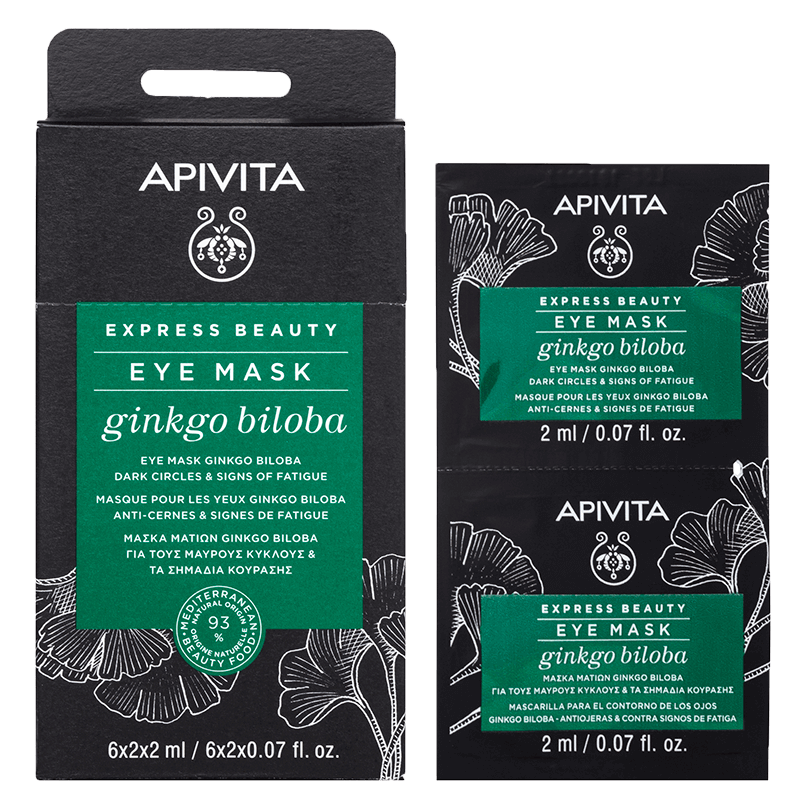 APIVITA
EXPRESS BEAUTY
EYE MASK
ginkgo biloba
EYE MASK GINKGO BILOBA
DARK CIRCLES & SIGNS OF FATIGUE
MASQUE POUR LES YEUX GINKGO BILOBA
ANTI-CERNES & SIGNES DE FATIGUE
ΜΑΣΚΑ ΜΑΤΙΩΝ GINKGO BILOBA
ΓΙΑ ΤΟΥΣ ΜΑΥΡΟΥΣ ΚΥΚΛΟΥΣ &
ΤΑ ΣΗΜΑΔΙΑ ΚΟΥΡΑΣΗΣ
MEDITERRANEAN
NATURAL ORIGIN
93
%
ORIGINE NATURELLE
BEAUTY FOOD
6x2x2 ml / 6x2x0.07 fl. oz.
APIVITA
EXPRESS BEAUTY
EYE MASK
ginkgo biloba
EYE MASK GINKGO BILOBA
DARK CIRCLES & SIGNS OF FATIGUE
MASQUE POUR LES YEUX GINKGO BILOBA
ANTI-CERNES & SIGNES DE FATIGUE
2 ml / 0.07 fl. oz.
APIVITA
EXPRESS BEAUTY
EYE MASK
ginkgo biloba
ΜΑΣΚΑ ΜΑΤΙΩΝ GINKGO BILOBA
ΓΙΑ ΤΟΥΣ ΜΑΥΡΟΥΣ ΚΥΚΛΟΥΣ & ΤΑ ΣΗΜΑΔΙΑ ΚΟΥΡΑΣΗΣ
MASCARILLA PARA EL CONTORNO DE LOS OJOS
GINKGO BILOBA - ANTIOJERAS & CONTRA SIGNOS DE FATIGA
2 ml / 0.07 fl. oz.